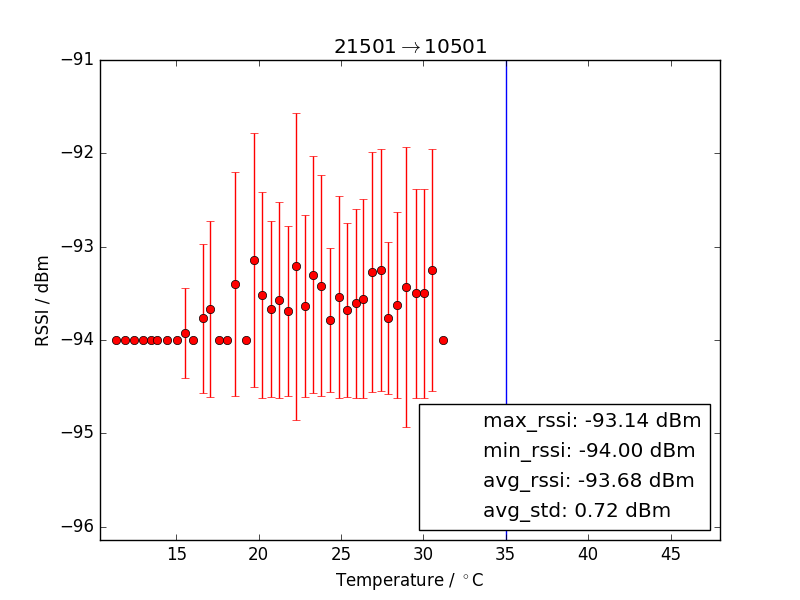 21501→10501
−91
−92
−93
−94
−95
−96
RSSI / dBm
max_rssi: -93.14 dBm
min_rssi: -94.00 dBm
avg_rssi: -93.68 dBm
avg_std: 0.72 dBm
15 20 25 30 35 40 45
Temperature / °C